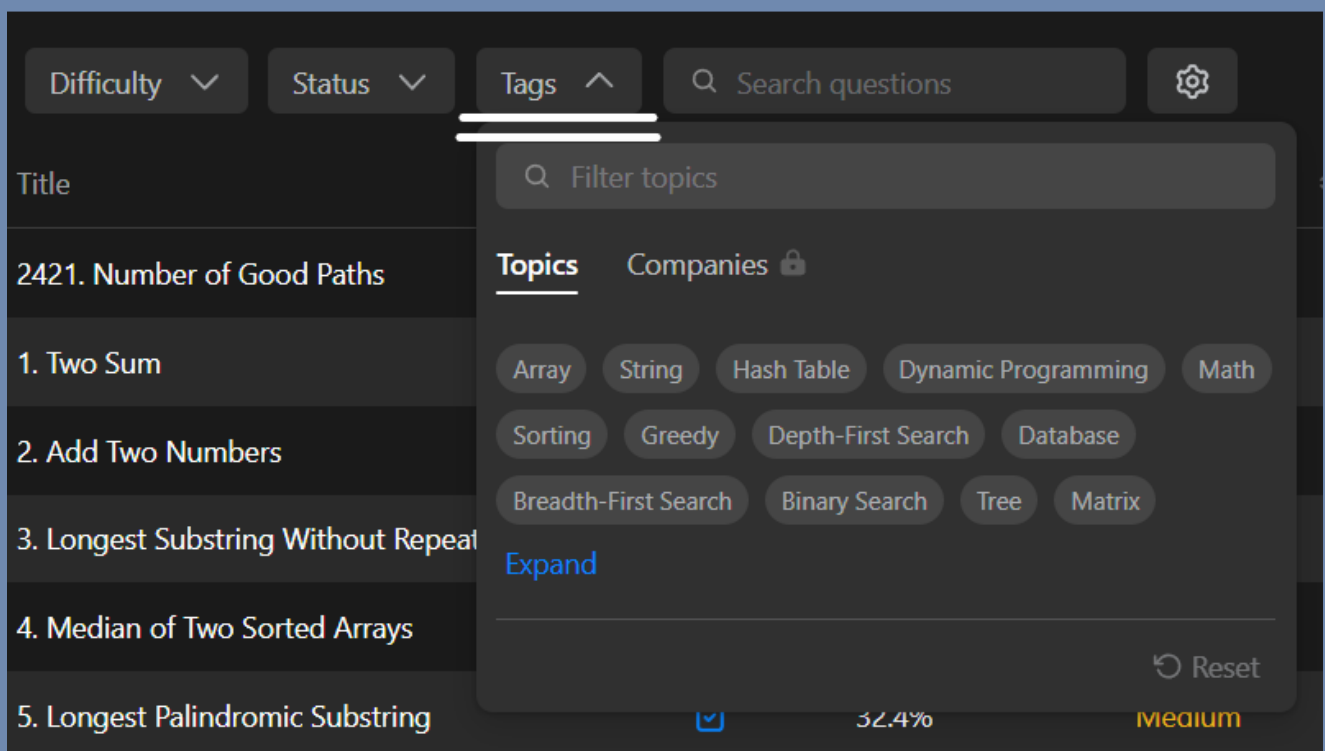 Difficulty Status Tags Search questions
Title
Filter topics
2421. Number of Good Paths
Topics Companies
1. Two Sum
Array String Hash Table Dynamic Programming Math
2. Add Two Numbers
Sorting Greedy Depth-First Search Database
Breadth-First Search Binary Search Tree Matrix
3. Longest Substring Without Repeat
Expand
4. Median of Two Sorted Arrays
Reset
5. Longest Palindromic Substring 32.4% Medium